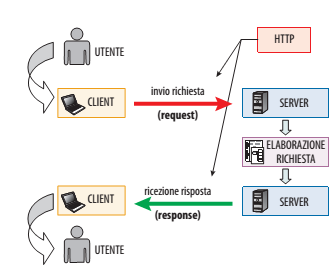 HTTP
UTENTE
CLIENT
invio richiesta
(request)
SERVER
ELABORAZIONE
RICHIESTA
CLIENT
ricezione risposta
(response)
SERVER
UTENTE